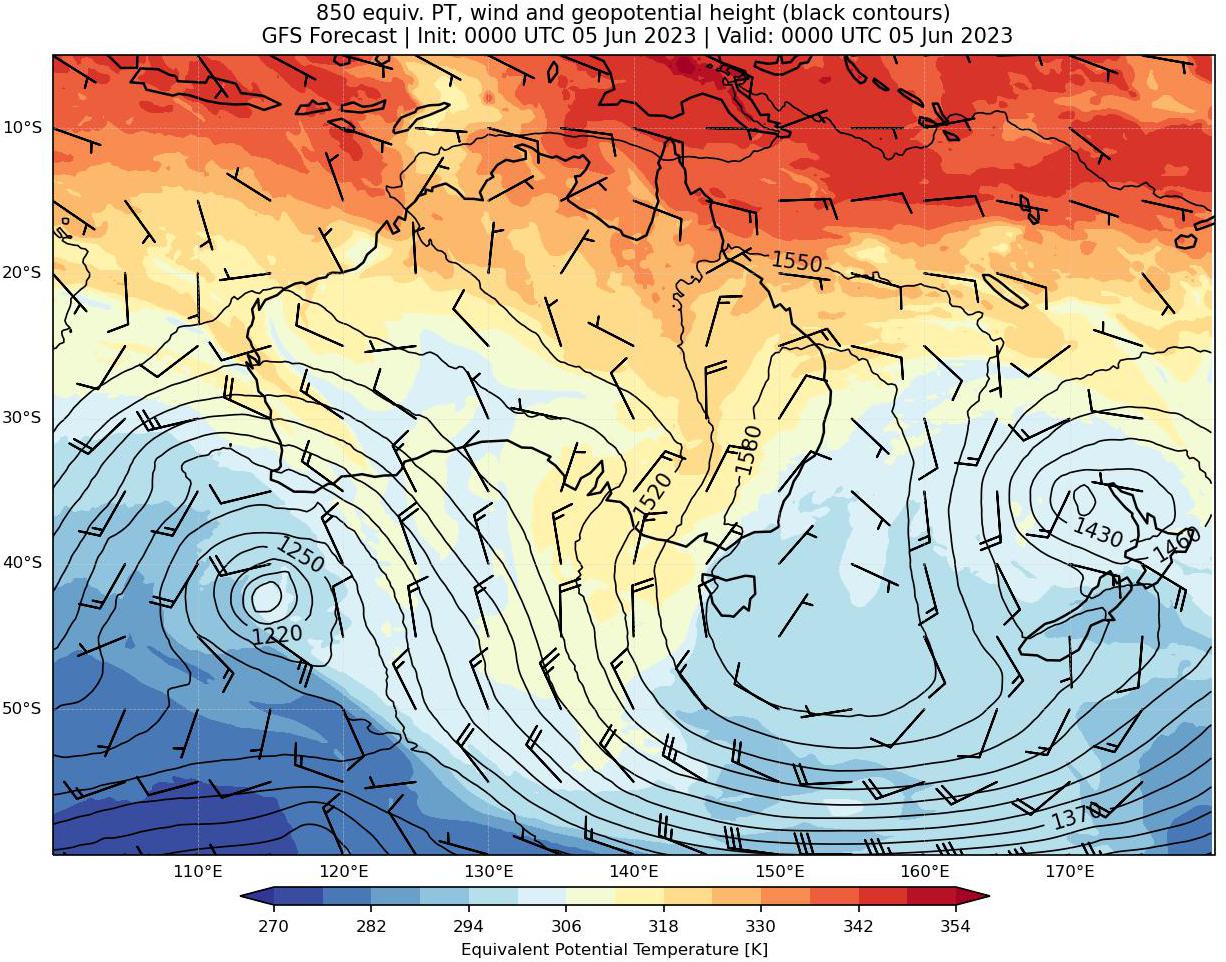 850 equiv. PT, wind and geopotential height (black contours)
GFS Forecast | Init: 0000 UTC 05 Jun 2023 | Valid: 0000 UTC 05 Jun 2023
10°S
20°S
1550
30°S
1580
1520
1430
1460
40°S
1250
1220
50°S
1370
110°E 120°E 130°E 140°E 150°E 160°E 170°E
270 282 294 306 318 330 342 354
Equivalent Potential Temperature [K]